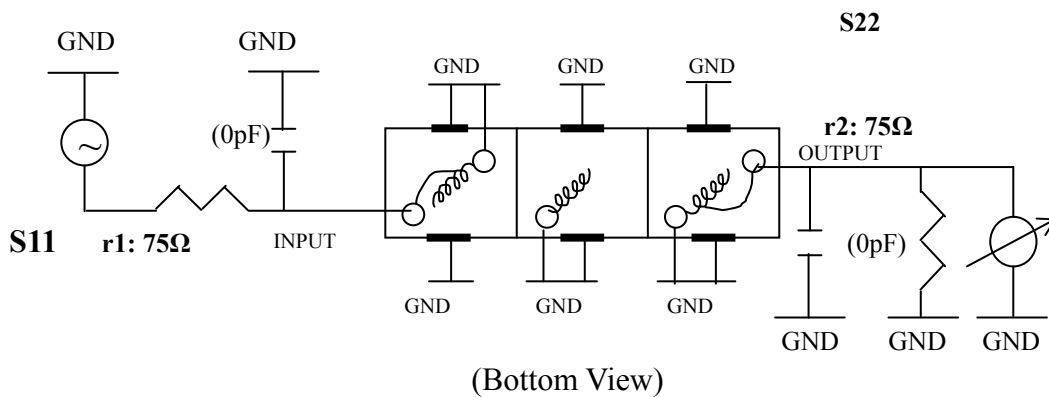 S22
GND
GND
GND
GND
GND
(0pF)
r2: 75Ω
OUTPUT
S11
r1: 75Ω
INPUT
(0pF)
GND
GND
GND
GND
GND
GND
(Bottom View)